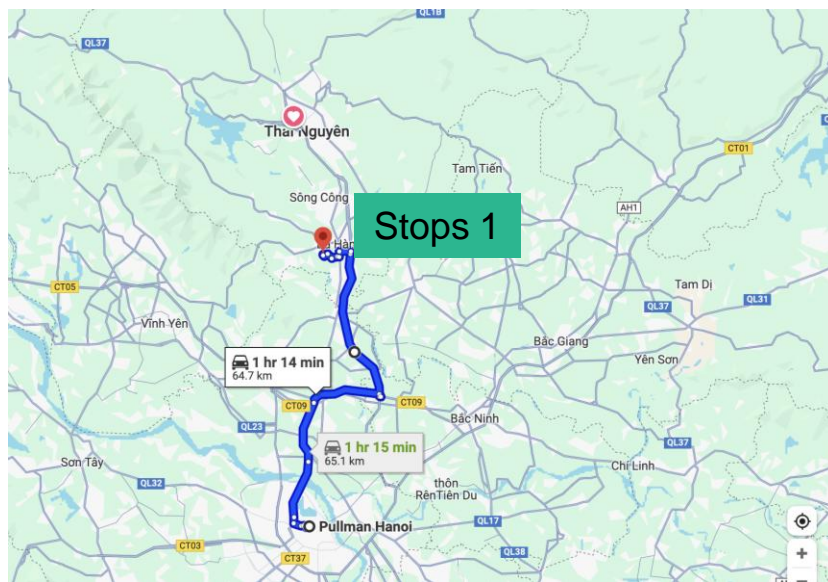 QL37
QL1B
Thái Nguyên
CT01
Tam Tiến
Sông Công
AH1
Stops 1
CT05
Tam Dị
QL37
QL31
Vĩnh Yên
Bắc Giang
Yên Sơn
1 hr 14 min
64.7 km
CT09
CT09
QL23
Bắc Ninh
1 hr 15 min
65.1 km
QL37
Sơn Tây
Chí Linh
QL32
thôn
RênTiên Du
Pullman Hanoi
QL17
CT03
QL38
CT37